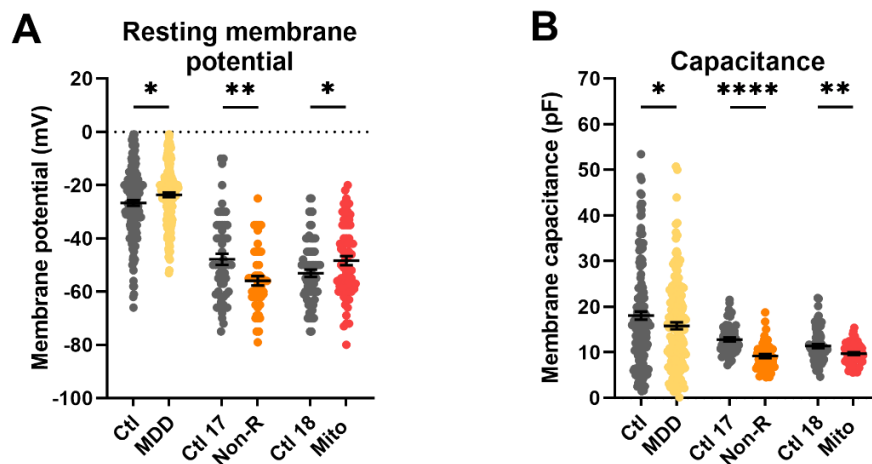 A
Resting membrane
potential
* ** *
Membrane potential (mV)
20
0
-20
-40
-60
-80
-100
Ctl
MDD
Ctl 17
Non-R
Ctl 18
Mito
B
Capacitance
* **** **
Membrane capacitance (pF)
70
60
50
40
30
20
10
0
Ctl
MDD
Ctl 17
Non-R
Ctl 18
Mito